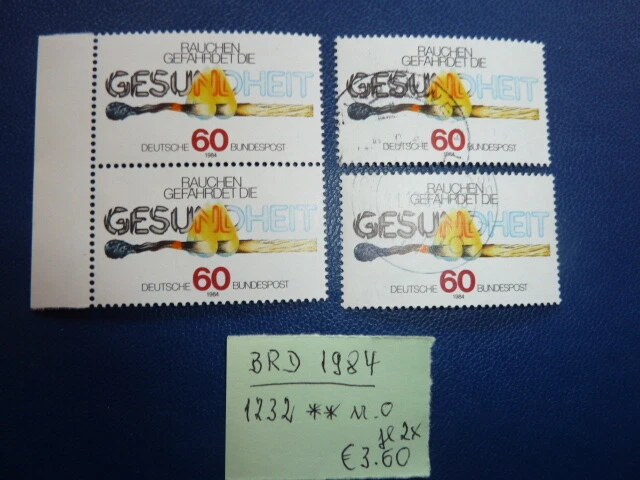 RAUCHEN
GEFÄHRDET DIE
GESUNDHEIT
DEUTSCHE 60 BUNDESPOST
1984
RAUCHEN
GEFÄHRDET DIE
GESUNDHEIT
DEUTSCHE 60 BUNDESPOST
1984
RAUCHEN
GEFÄHRDET DIE
GESUNDHEIT
DEUTSCHE 60 BUNDESPOST
1984
RAUCHEN
GEFÄHRDET DIE
GESUNDHEIT
DEUTSCHE 60 BUNDESPOST
1984
BRD 1984
1232 ** u. O
je 2x
€ 3.60